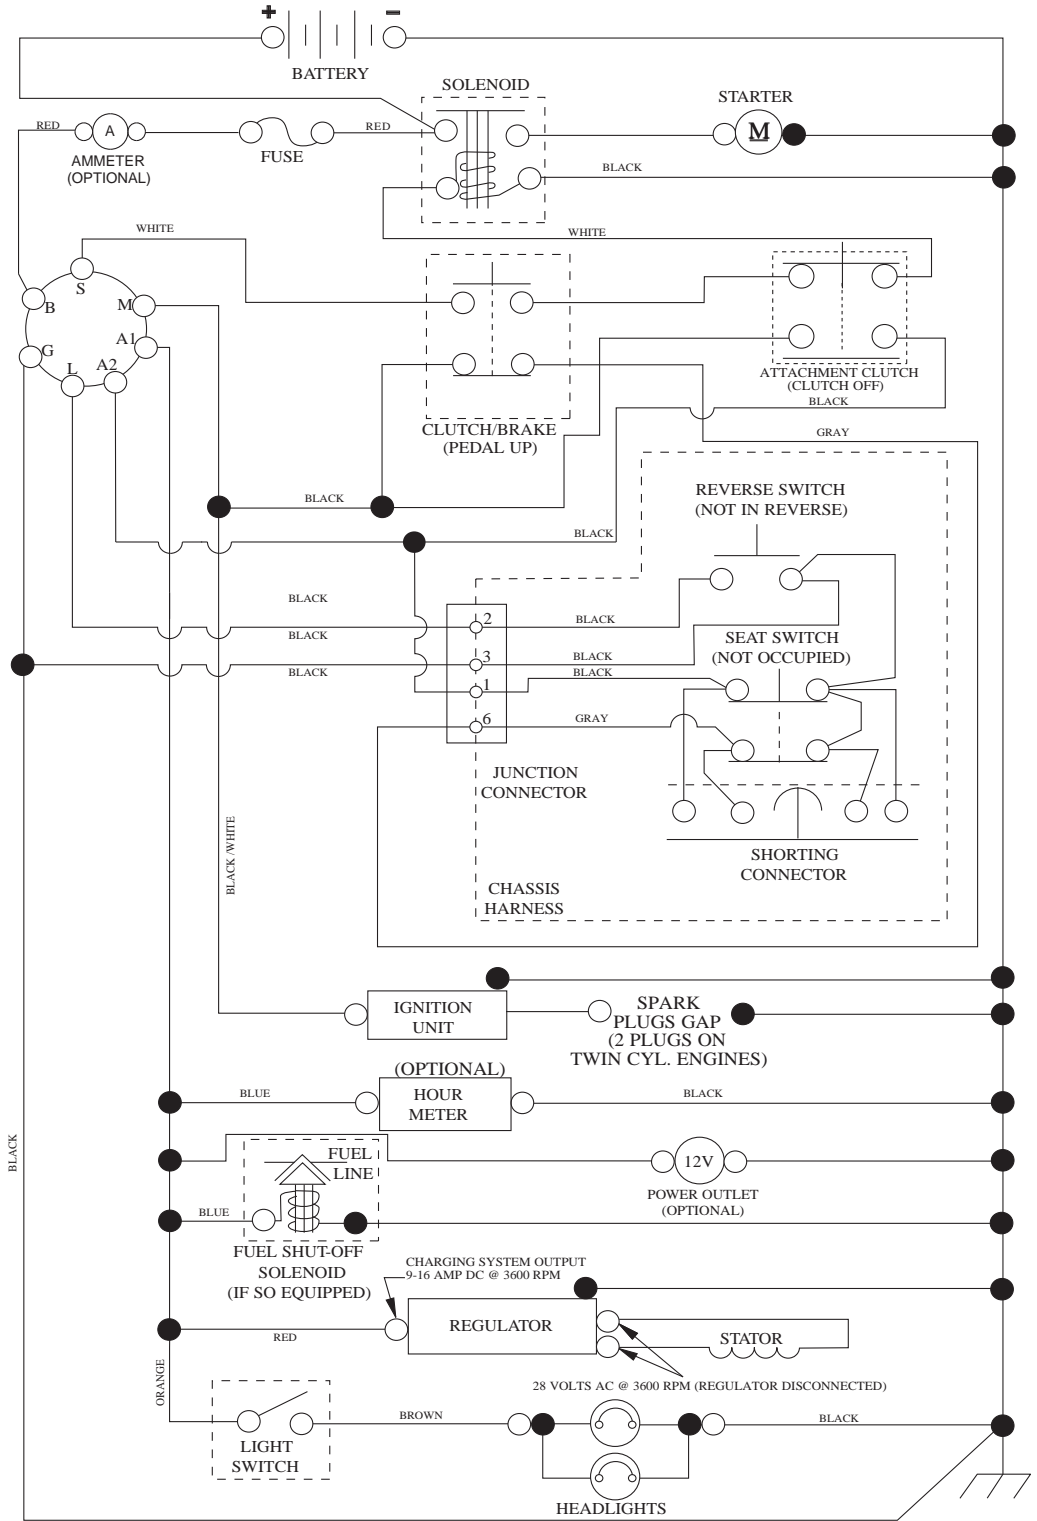 + −
BATTERY
SOLENOID
STARTER
RED
A
RED
M
FUSE
AMMETER
(OPTIONAL)
BLACK
WHITE
WHITE
S
B
M
A1
G
L
A2
ATTACHMENT CLUTCH
(CLUTCH OFF)
BLACK
CLUTCH/BRAKE
(PEDAL UP)
GRAY
REVERSE SWITCH
(NOT IN REVERSE)
BLACK
BLACK
BLACK
2
BLACK
BLACK
SEAT SWITCH
(NOT OCCUPIED)
3
BLACK
BLACK
BLACK
1
6
GRAY
JUNCTION
CONNECTOR
BLACK /WHITE
SHORTING
CONNECTOR
CHASSIS
HARNESS
IGNITION
UNIT
SPARK
PLUGS GAP
(2 PLUGS ON
TWIN CYL. ENGINES)
(OPTIONAL)
BLUE
HOUR
METER
BLACK
BLACK
FUEL
LINE
12V
POWER OUTLET
(OPTIONAL)
BLUE
FUEL SHUT-OFF
SOLENOID
(IF SO EQUIPPED)
CHARGING SYSTEM OUTPUT
9-16 AMP DC @ 3600 RPM
RED
REGULATOR
STATOR
28 VOLTS AC @ 3600 RPM (REGULATOR DISCONNECTED)
ORANGE
BROWN
BLACK
LIGHT
SWITCH
HEADLIGHTS